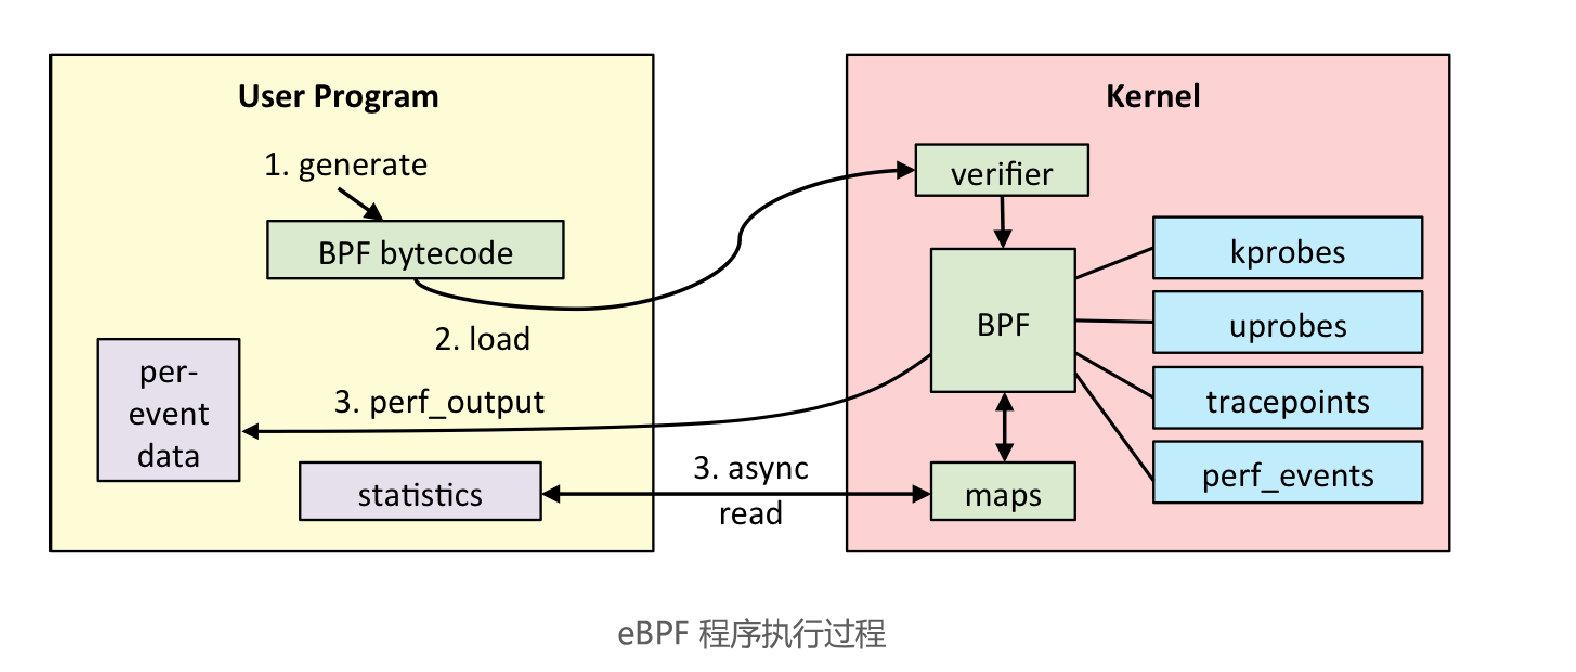 User Program
1. generate
BPF bytecode
2. load
per-
event
data
3. perf_output
statistics
3. async
read
Kernel
verifier
BPF
maps
kprobes
uprobes
tracepoints
perf_events
eBPF 程序执行过程